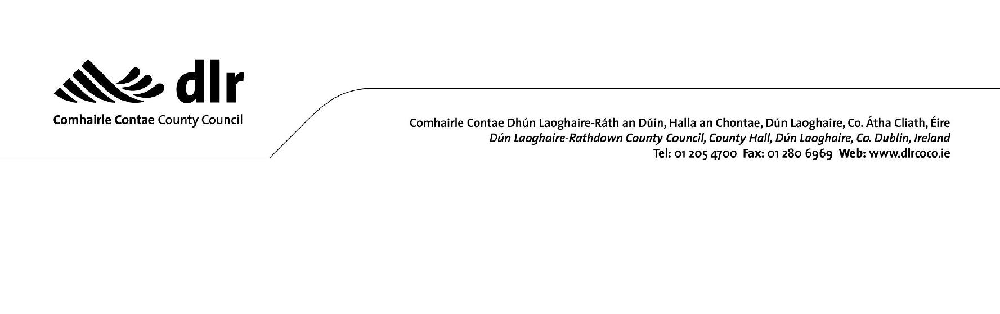 dlr
Comhairle Contae County Council
Comhairle Contae Dhún Laoghaire-Ráth an Dúin, Halla an Chontae, Dún Laoghaire, Co. Átha Cliath, Éire
Dún Laoghaire-Rathdown County Council, County Hall, Dún Laoghaire, Co. Dublin, Ireland
Tel: 01 205 4700 Fax: 01 280 6969 Web: www.dlrcoco.ie